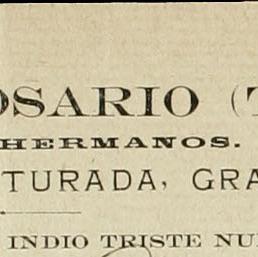 OSARIO (T
HERMANOS.
TURADA, GRA
INDIO TRISTE NU